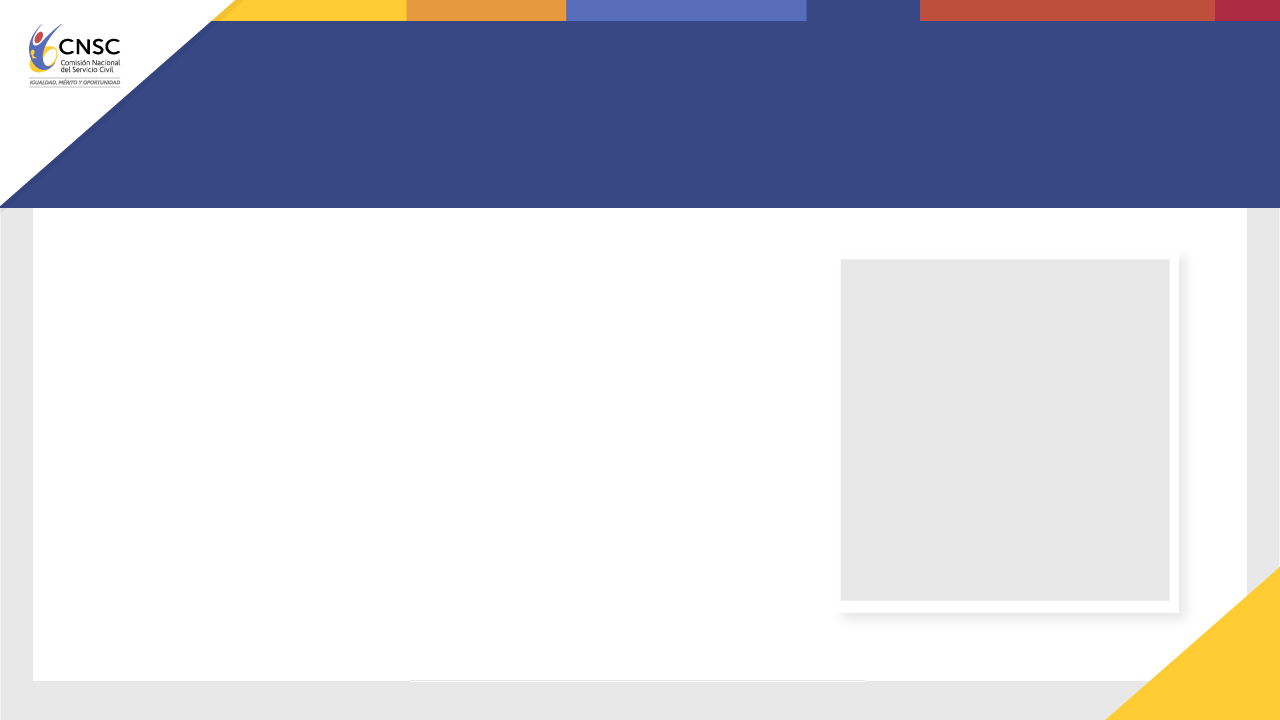 CNSC
Comisión Nacional
del Servicio Civil
IGUALDAD, MÉRITO Y OPORTUNIDAD